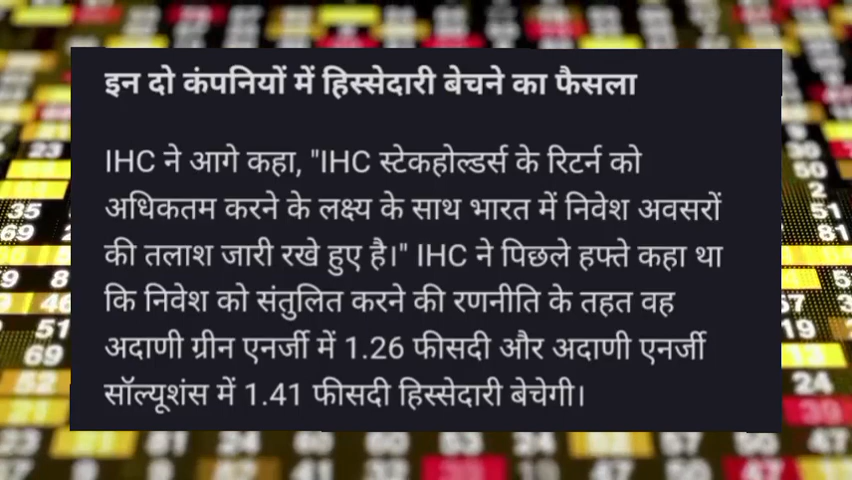 इन दो कंपनियों में हिस्सेदारी बेचने का फैसला
IHC ने आगे कहा, "IHC स्टेकहोल्डर्स के रिटर्न को
अधिकतम करने के लक्ष्य के साथ भारत में निवेश अवसरों
की तलाश जारी रखे हुए है।" IHC ने पिछले हफ्ते कहा था
कि निवेश को संतुलित करने की रणनीति के तहत वह
अदाणी ग्रीन एनर्जी में 1.26 फीसदी और अदाणी एनर्जी
सॉल्यूशंस में 1.41 फीसदी हिस्सेदारी बेचेगी।